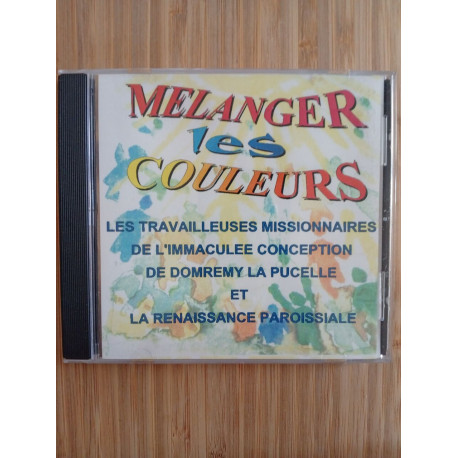 MELANGER
les
COULEURS
LES TRAVAILLEUSES MISSIONNAIRES
DE L'IMMACULEE CONCEPTION
DE DOMREMY LA PUCELLE
ET
LA RENAISSANCE PAROISSIALE